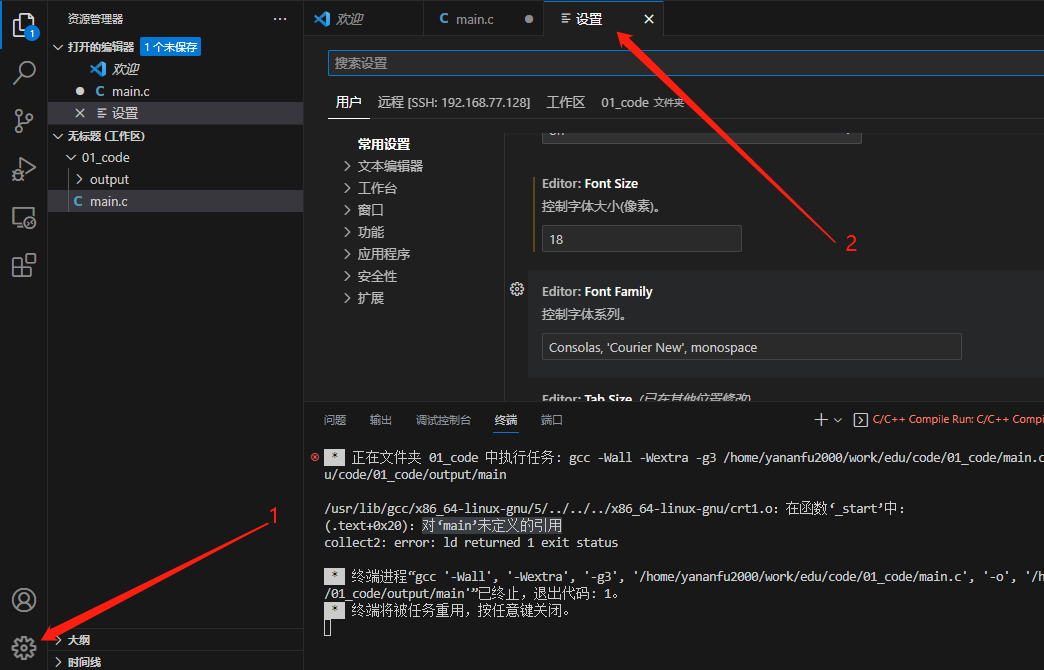 资源管理器
···
打开的编辑器 1 个未保存
欢迎
C main.c
设置
无标题 (工作区)
01_code
output
C main.c
大纲
时间线
1
欢迎
C main.c
设置
搜索设置
用户 远程 [SSH: 192.168.77.128] 工作区 01_code 文件夹
常用设置
文本编辑器
工作台
窗口
功能
应用程序
安全性
扩展
Editor: Font Size
控制字体大小(像素)。
18
Editor: Font Family
控制字体系列。
Consolas, 'Courier New', monospace
Editor: Tab Size (已在其他位置修改)
1
2
问题 输出 调试控制台 终端 端口
C/C++ Compile Run: C/C++ Compi
* 正在文件夹 01_code 中执行任务: gcc -Wall -Wextra -g3 /home/yananfu2000/work/edu/code/01_code/main.c
u/code/01_code/output/main
/usr/lib/gcc/x86_64-linux-gnu/5/../../../x86_64-linux-gnu/crt1.o：在函数‘_start’中：
(.text+0x20)：对‘main’未定义的引用
collect2: error: ld returned 1 exit status
* 终端进程“gcc '-Wall', '-Wextra', '-g3', '/home/yananfu2000/work/edu/code/01_code/main.c', '-o', '/h
/01_code/output/main'”已终止，退出代码: 1。
* 终端将被任务重用，按任意键关闭。